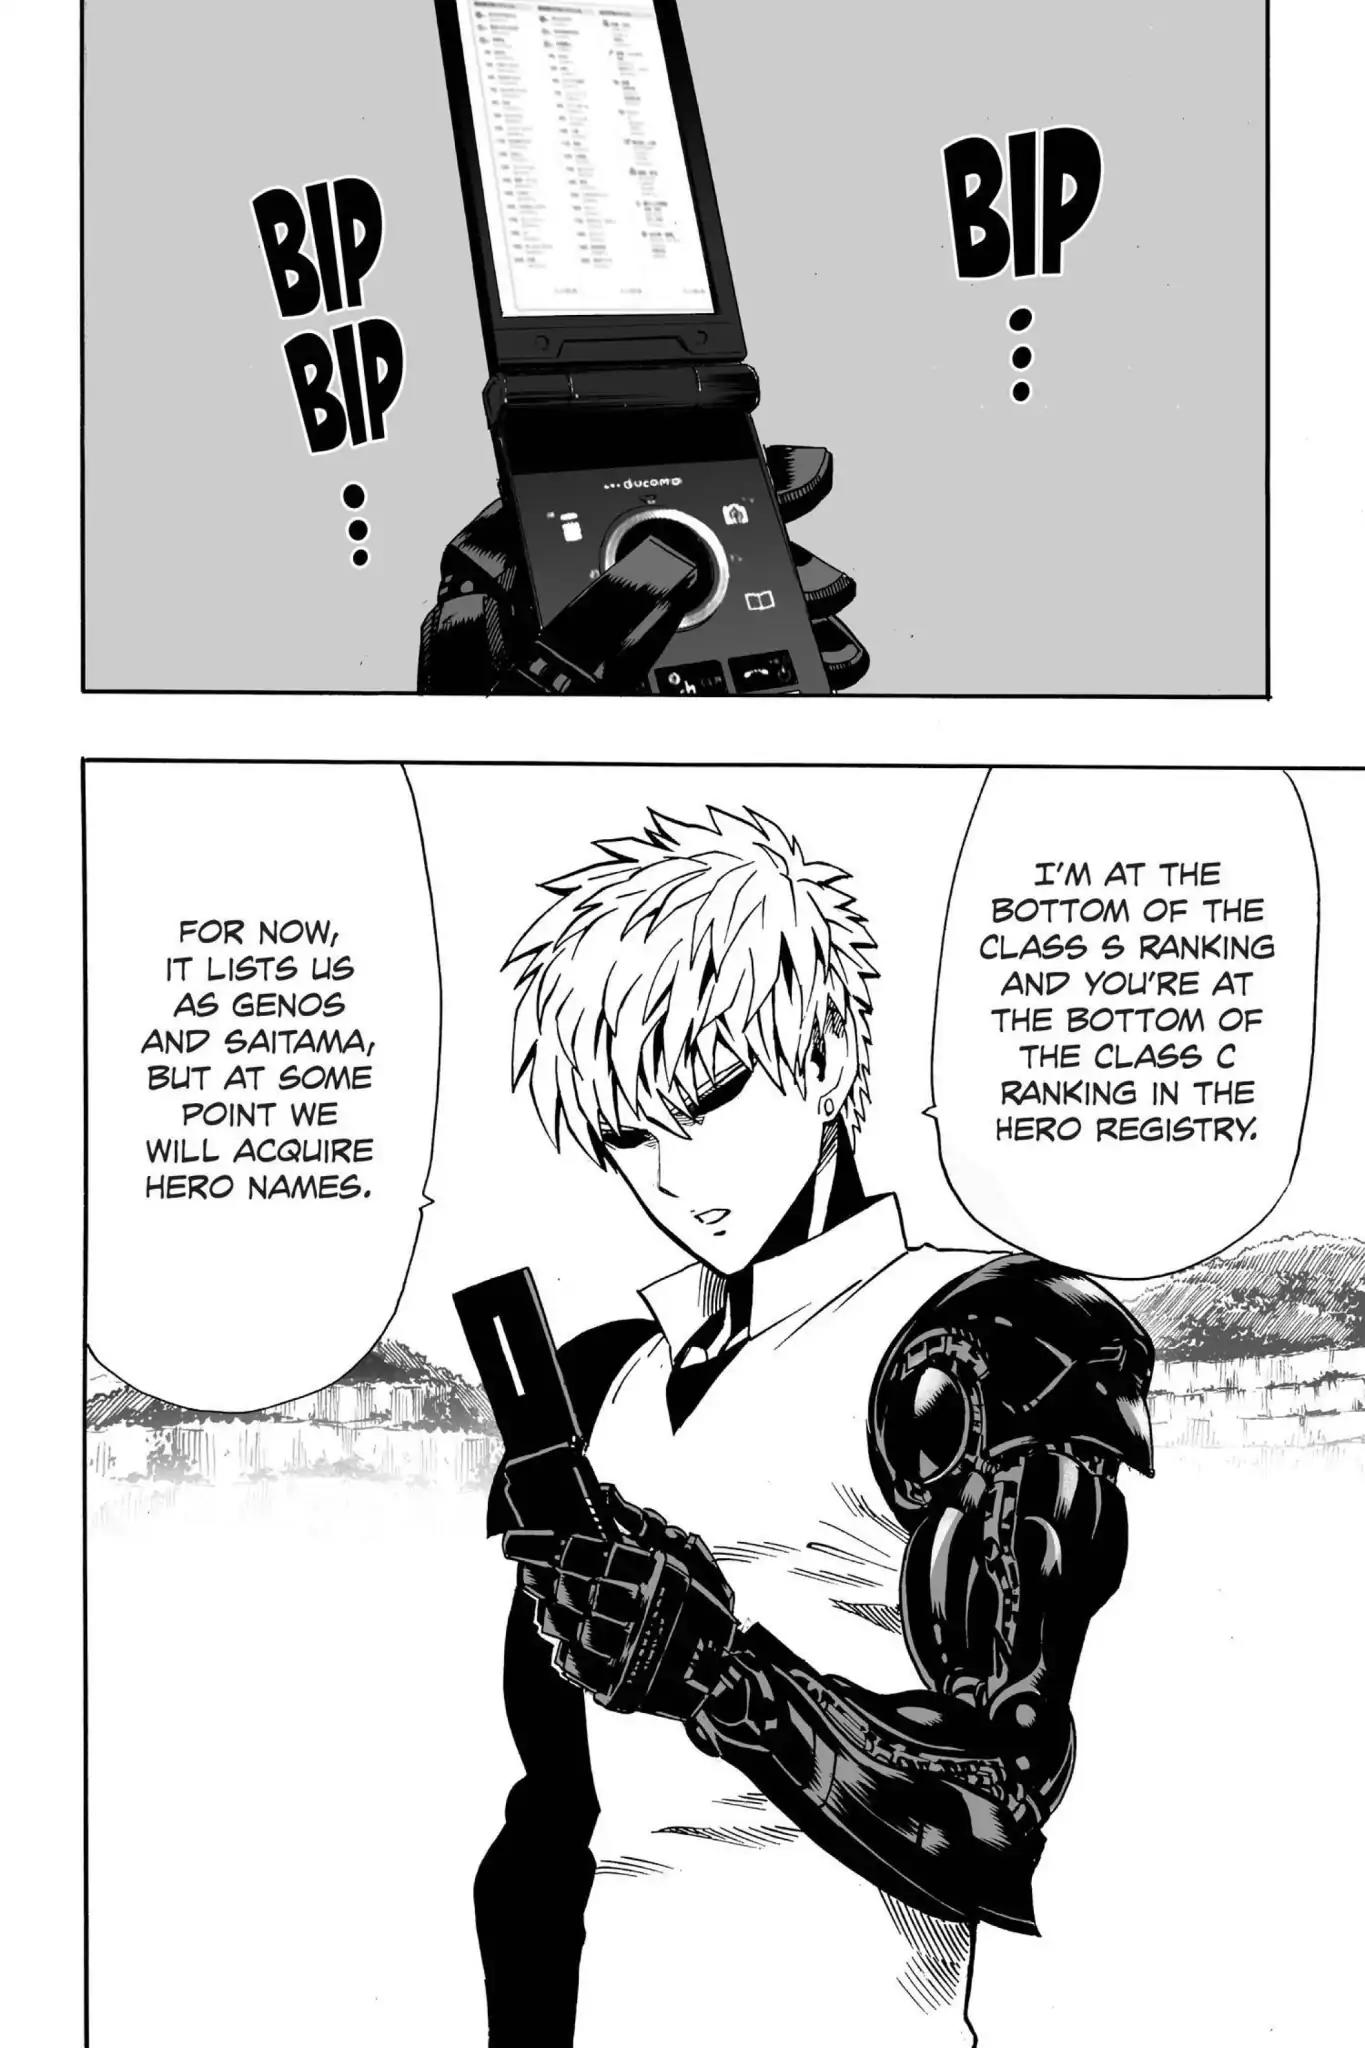 BIP
...
BIP
BIP
...
...ducomo
I'M AT THE
BOTTOM OF THE
CLASS S RANKING
AND YOU'RE AT
THE BOTTOM OF
THE CLASS C
RANKING IN THE
HERO REGISTRY.
FOR NOW,
IT LISTS US
AS GENOS
AND SAITAMA,
BUT AT SOME
POINT WE
WILL ACQUIRE
HERO NAMES.